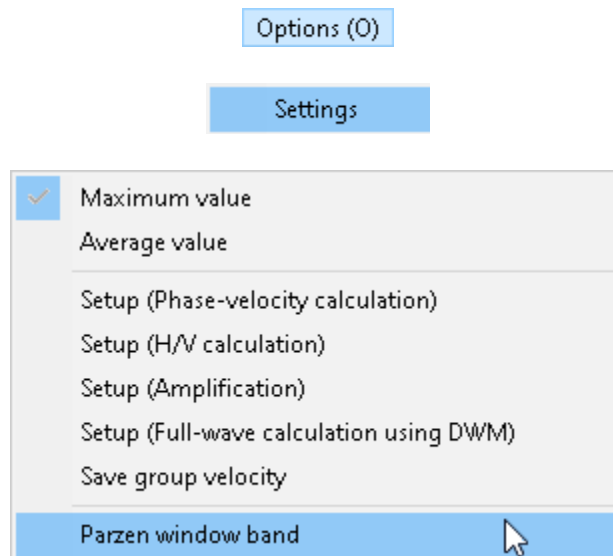 Options (O)
Settings
Maximum value
Average value
Setup (Phase-velocity calculation)
Setup (H/V calculation)
Setup (Amplification)
Setup (Full-wave calculation using DWM)
Save group velocity
Parzen window band